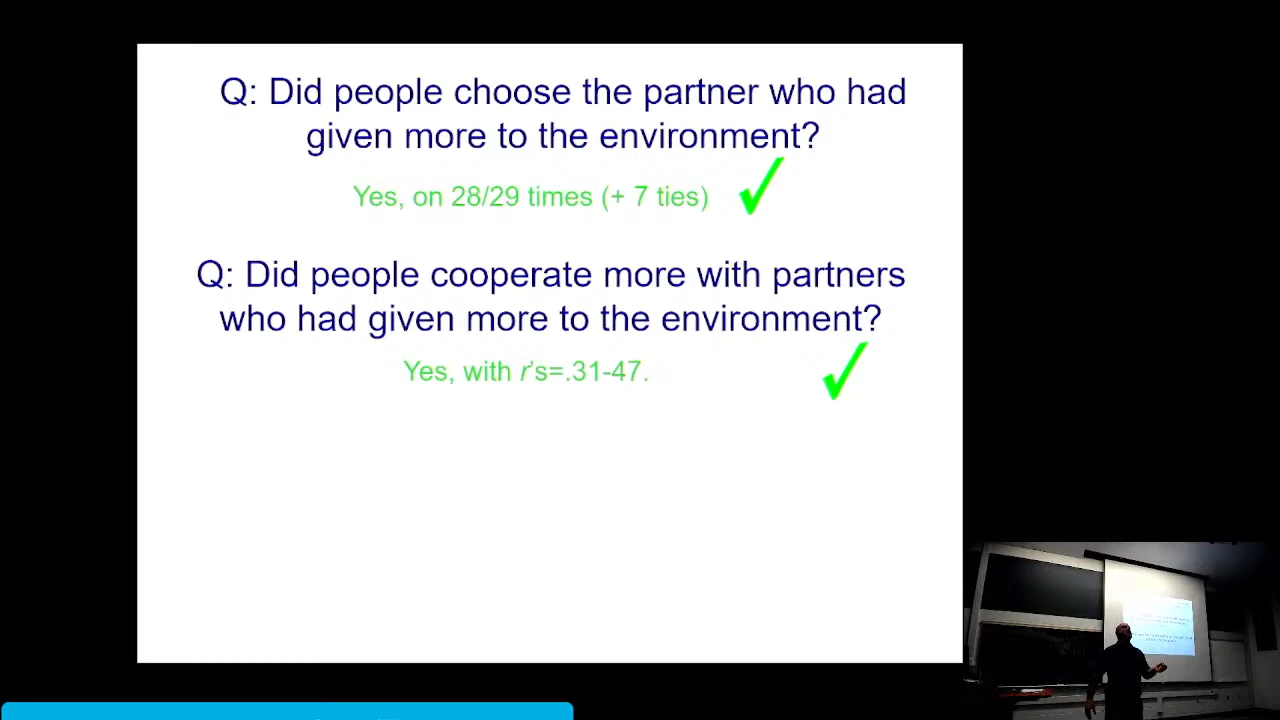 Q: Did people choose the partner who had
given more to the environment?
Yes, on 28/29 times (+ 7 ties)
Q: Did people cooperate more with partners
who had given more to the environment?
Yes, with r's=.31-47.